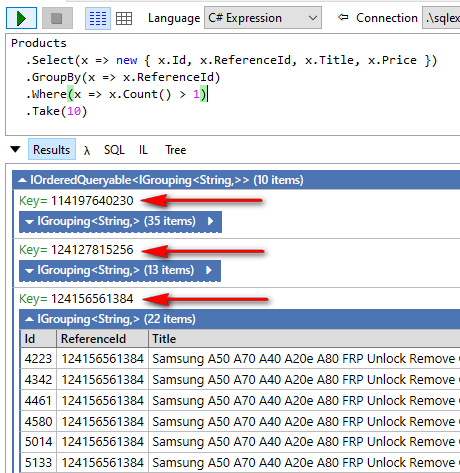 Language C# Expression Connection .\sqlex
Products
.Select(x => new { x.Id, x.ReferenceId, x.Title, x.Price })
.GroupBy(x => x.ReferenceId)
.Where(x => x.Count() > 1)
.Take(10)
Results λ SQL IL Tree
IOrderedQueryable<IGrouping<String,>> (10 items)
Key= 114197640230
IGrouping<String,> (35 items)
Key= 124127815256
IGrouping<String,> (13 items)
Key= 124156561384
IGrouping<String,> (22 items)
Id ReferenceId Title
4223 124156561384 Samsung A50 A70 A40 A20e A80 FRP Unlock Remove
4342 124156561384 Samsung A50 A70 A40 A20e A80 FRP Unlock Remove
4461 124156561384 Samsung A50 A70 A40 A20e A80 FRP Unlock Remove
4580 124156561384 Samsung A50 A70 A40 A20e A80 FRP Unlock Remove
5014 124156561384 Samsung A50 A70 A40 A20e A80 FRP Unlock Remove
5133 124156561384 Samsung A50 A70 A40 A20e A80 FRP Unlock Remove